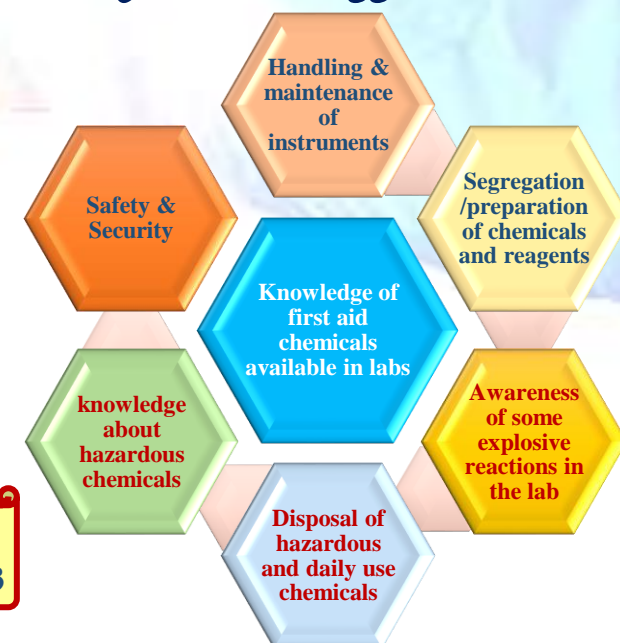 Handling &
maintenance
of
instruments
Safety &
Security
Segregation
/preparation
of chemicals
and reagents
Knowledge of
first aid
chemicals
available in labs
knowledge
about
hazardous
chemicals
Awareness
of some
explosive
reactions in
the lab
Disposal of
hazardous
and daily use
chemicals